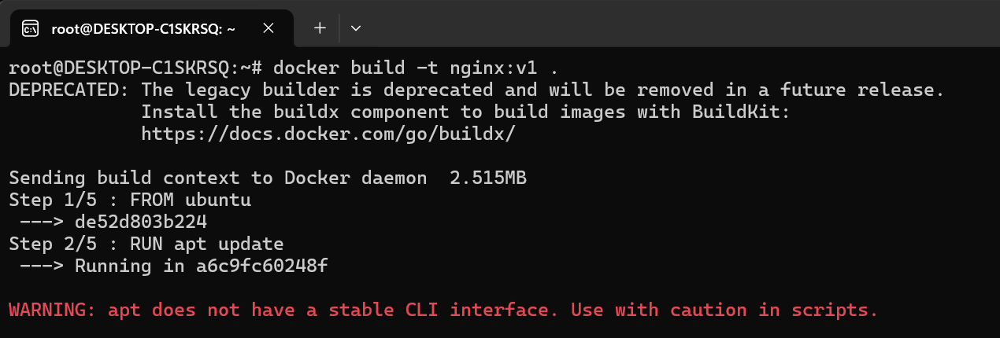 root@DESKTOP-C1SKRSQ: ~
root@DESKTOP-C1SKRSQ:~# docker build -t nginx:v1 .
DEPRECATED: The legacy builder is deprecated and will be removed in a future release.
            Install the buildx component to build images with BuildKit:
            https://docs.docker.com/go/buildx/

Sending build context to Docker daemon  2.515MB
Step 1/5 : FROM ubuntu
 ---> de52d803b224
Step 2/5 : RUN apt update
 ---> Running in a6c9fc60248f

WARNING: apt does not have a stable CLI interface. Use with caution in scripts.